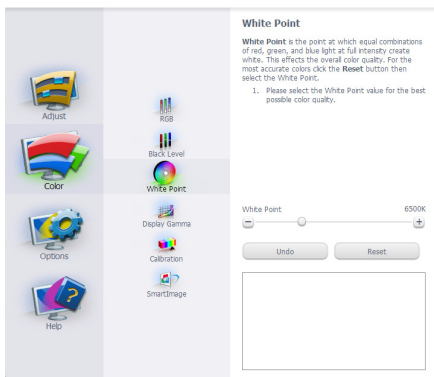 Adjust
Color
Options
Help
RGB
Black Level
White Point
Display Gamma
Calibration
SmartImage
White Point
White Point is the point at which equal combinations
of red, green, and blue light at full intensity create
white. This effects the overall color quality. For the
most accurate colors click the Reset button then
select the White Point.
1. Please select the White Point value for the best
possible color quality.
White Point 6500K
Undo Reset